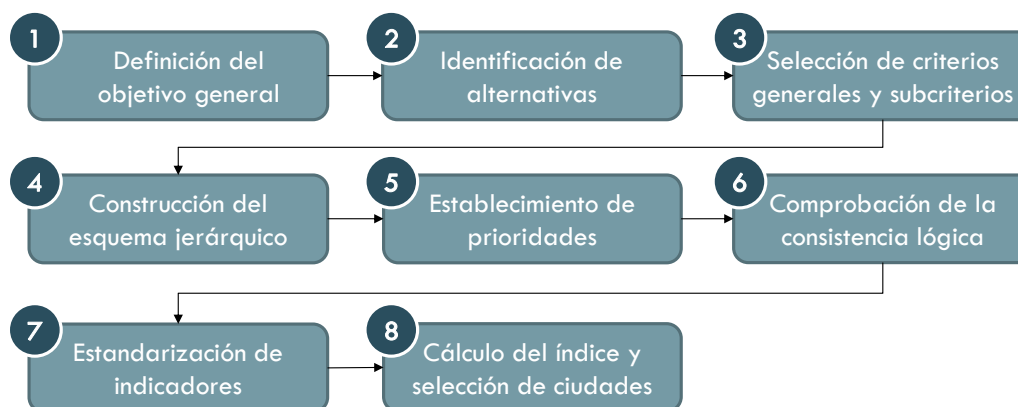 1
Definición del
objetivo general
2
Identificación de
alternativas
3
Selección de criterios
generales y subcriterios
4
Construcción del
esquema jerárquico
5
Establecimiento de
prioridades
6
Comprobación de la
consistencia lógica
7
Estandarización de
indicadores
8
Cálculo del índice y
selección de ciudades